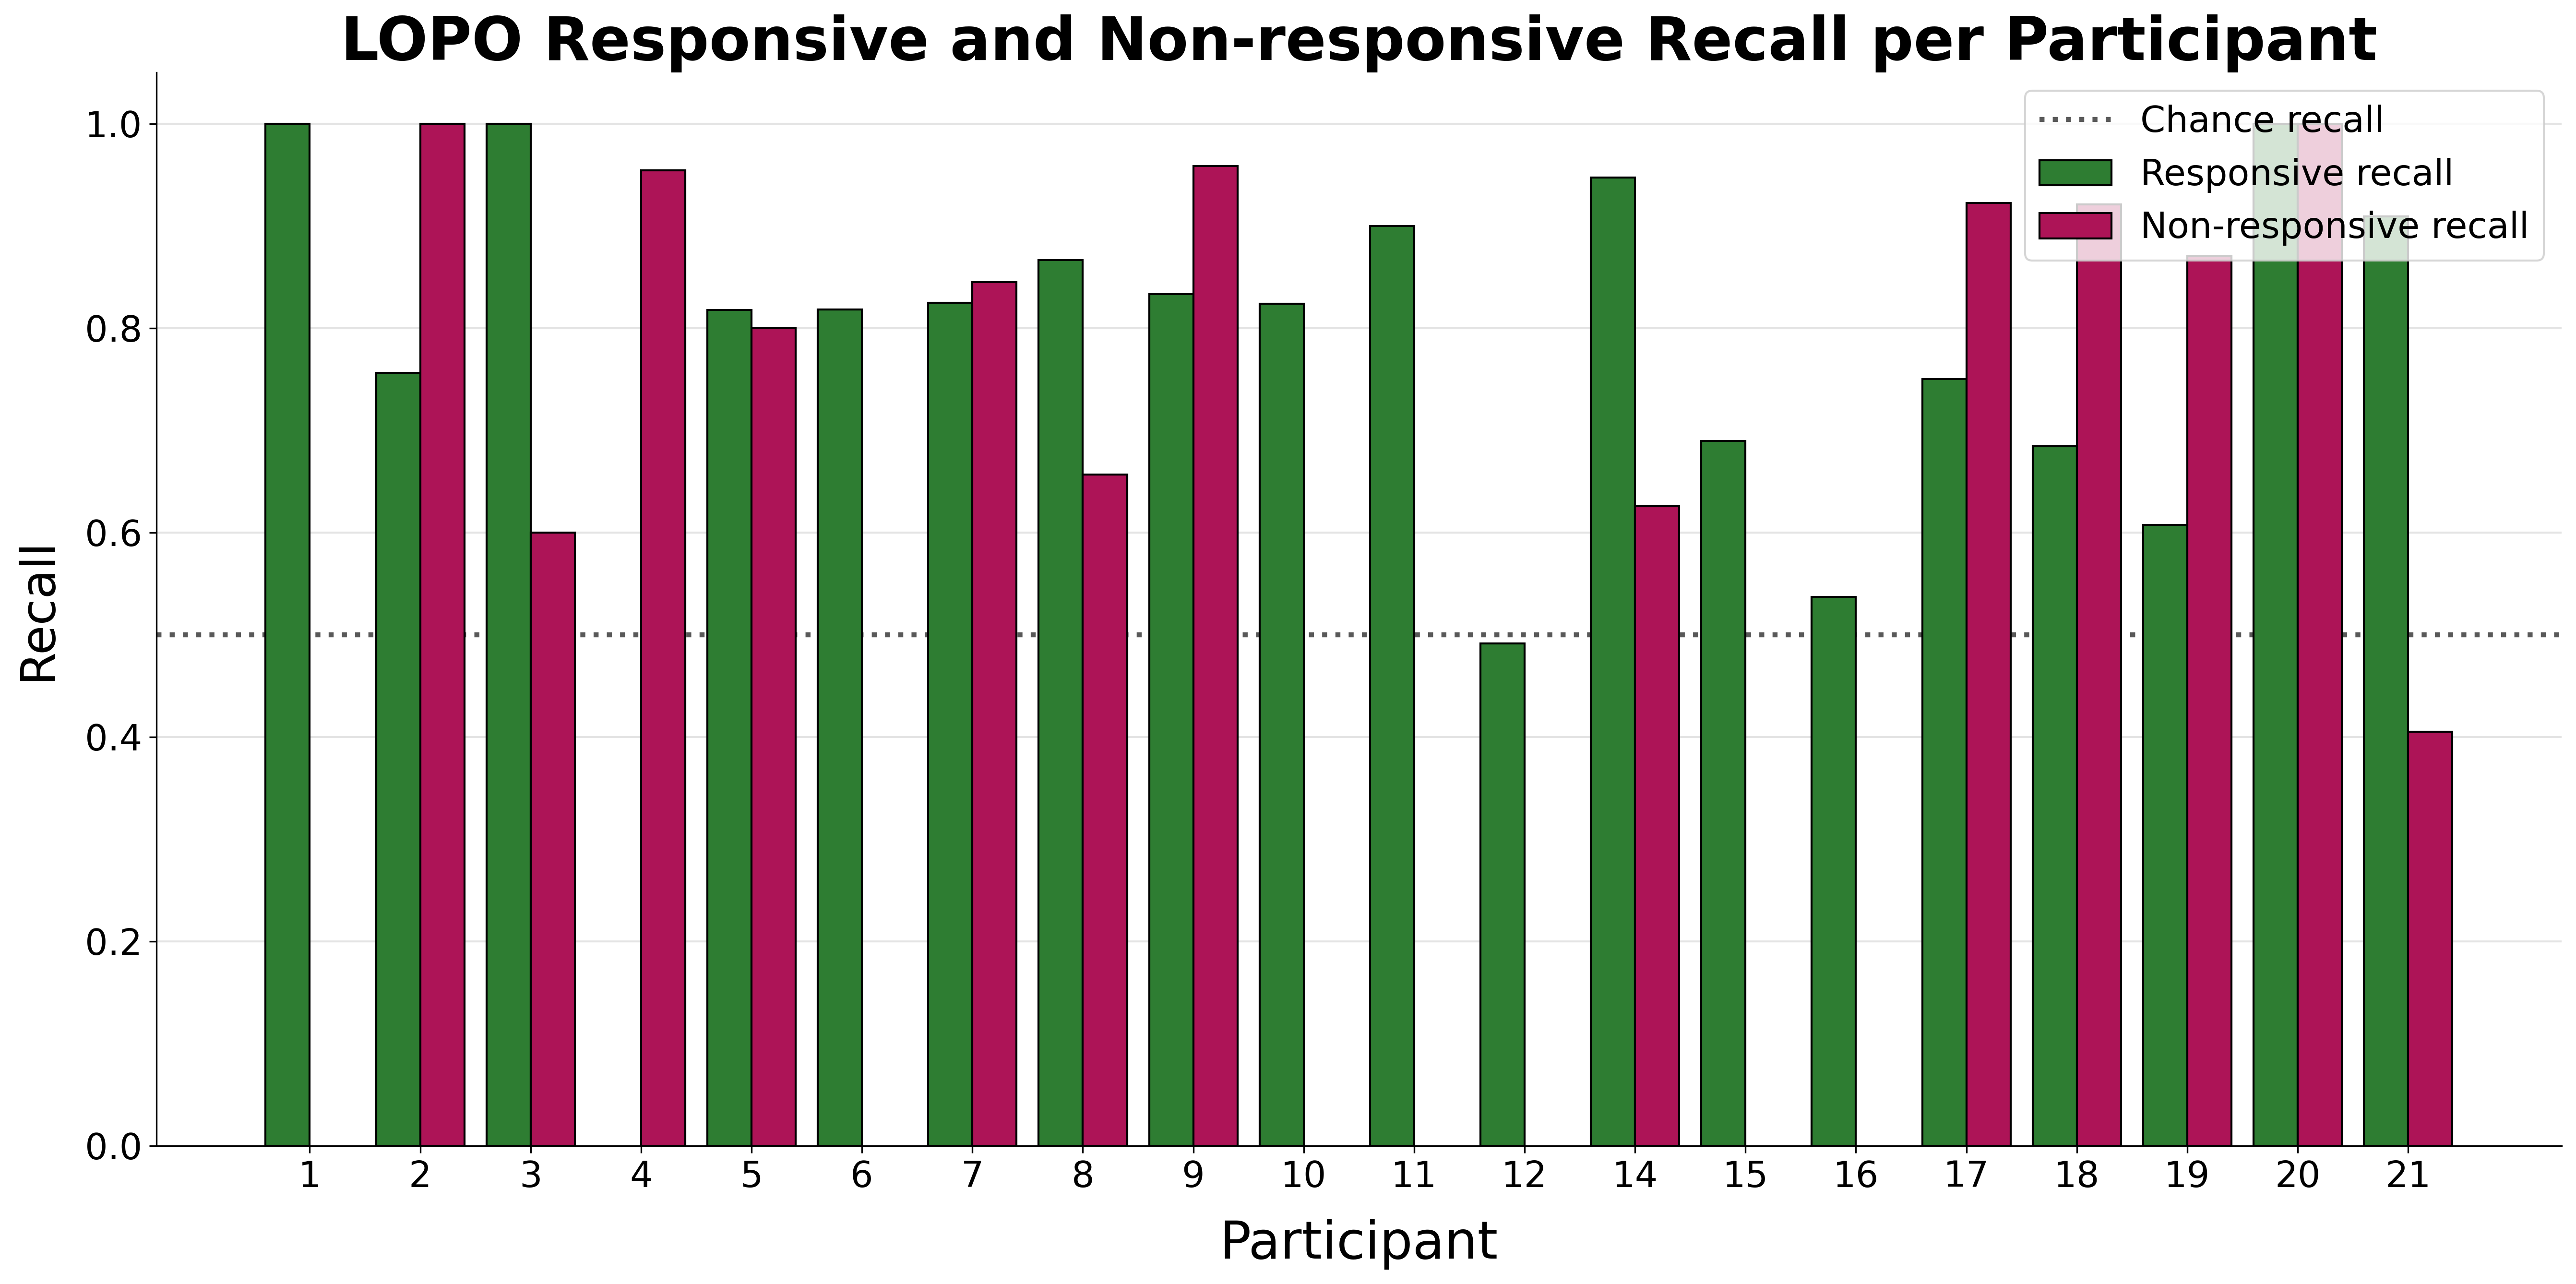 LOPO Responsive and Non-responsive Recall per Participant
Chance recall
Responsive recall
Non-responsive recall
1.0
0.8
0.6
0.4
0.2
0.0
Recall
1 2 3 4 5 6 7 8 9 10 11 12 14 15 16 17 18 19 20 21
Participant